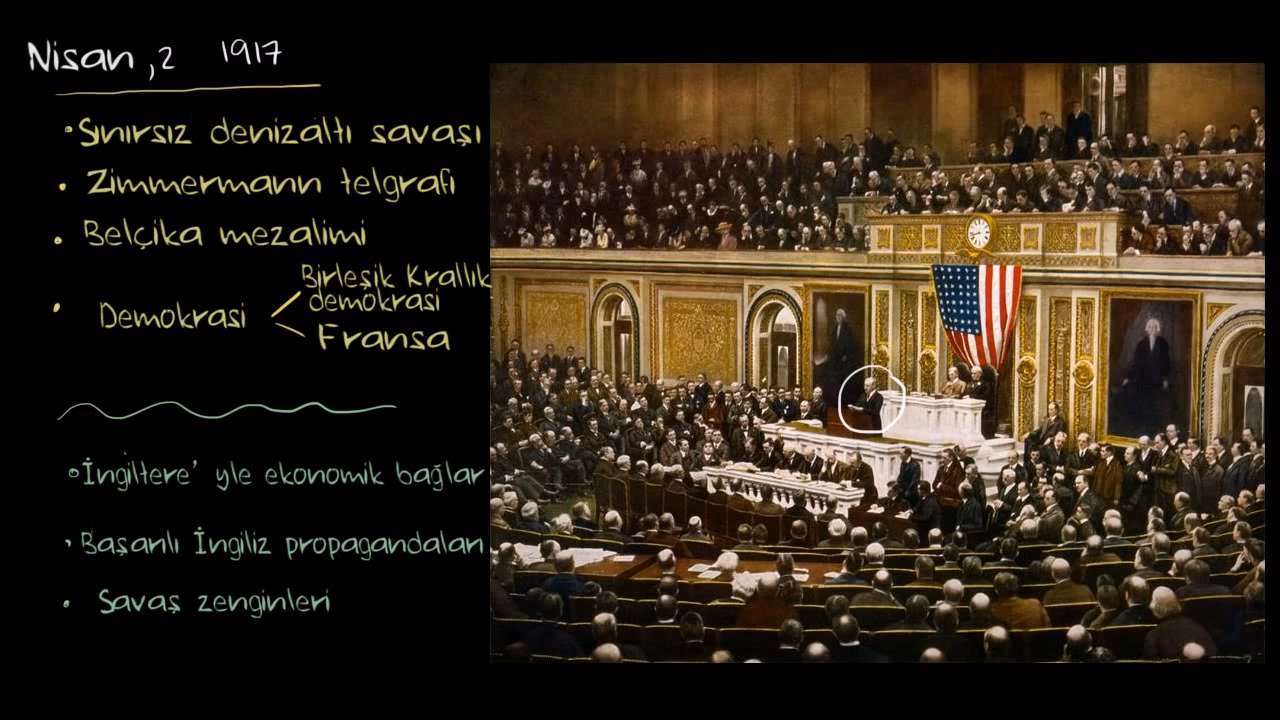 Nisan, 2 1917
• Sınırsız denizaltı savaşı
• Zimmermann telgrafı
• Belçika mezalimi
• Demokrasi
Birleşik Krallık
demokrasi
Fransa
• İngiltere'yle ekonomik bağlar
• Başarılı İngiliz propagandaları
• Savaş zenginleri